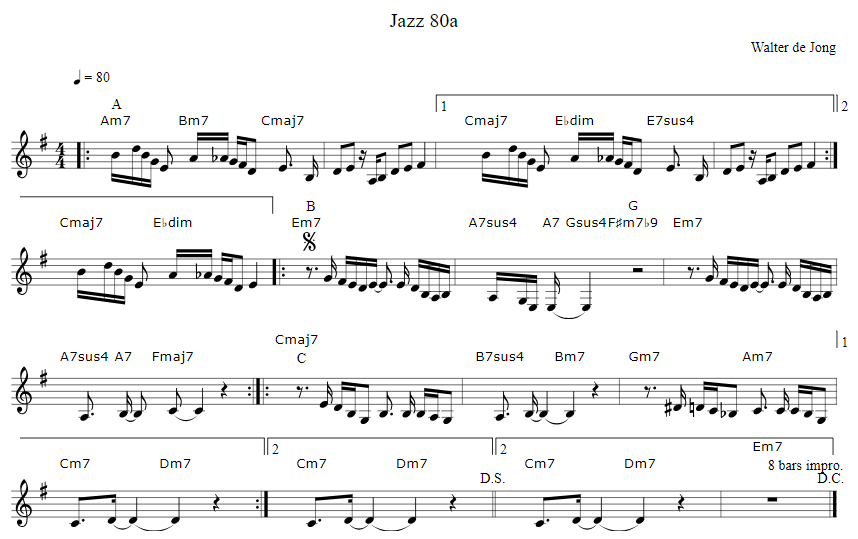 Jazz 80a
Walter de Jong
= 80
A
1
2
Am7 Bm7 Cmaj7 Cmaj7 E♭dim E7sus4
4
4
B G
Cmaj7 E♭dim Em7 A7sus4 A7 Gsus4 F♯m7♭9 Em7
Cmaj7
1
A7sus4 A7 Fmaj7 C B7sus4 Bm7 Gm7 Am7
2 2 Em7
Cm7 Dm7 Cm7 Dm7 Cm7 Dm7 8 bars impro.
D.S. D.C.